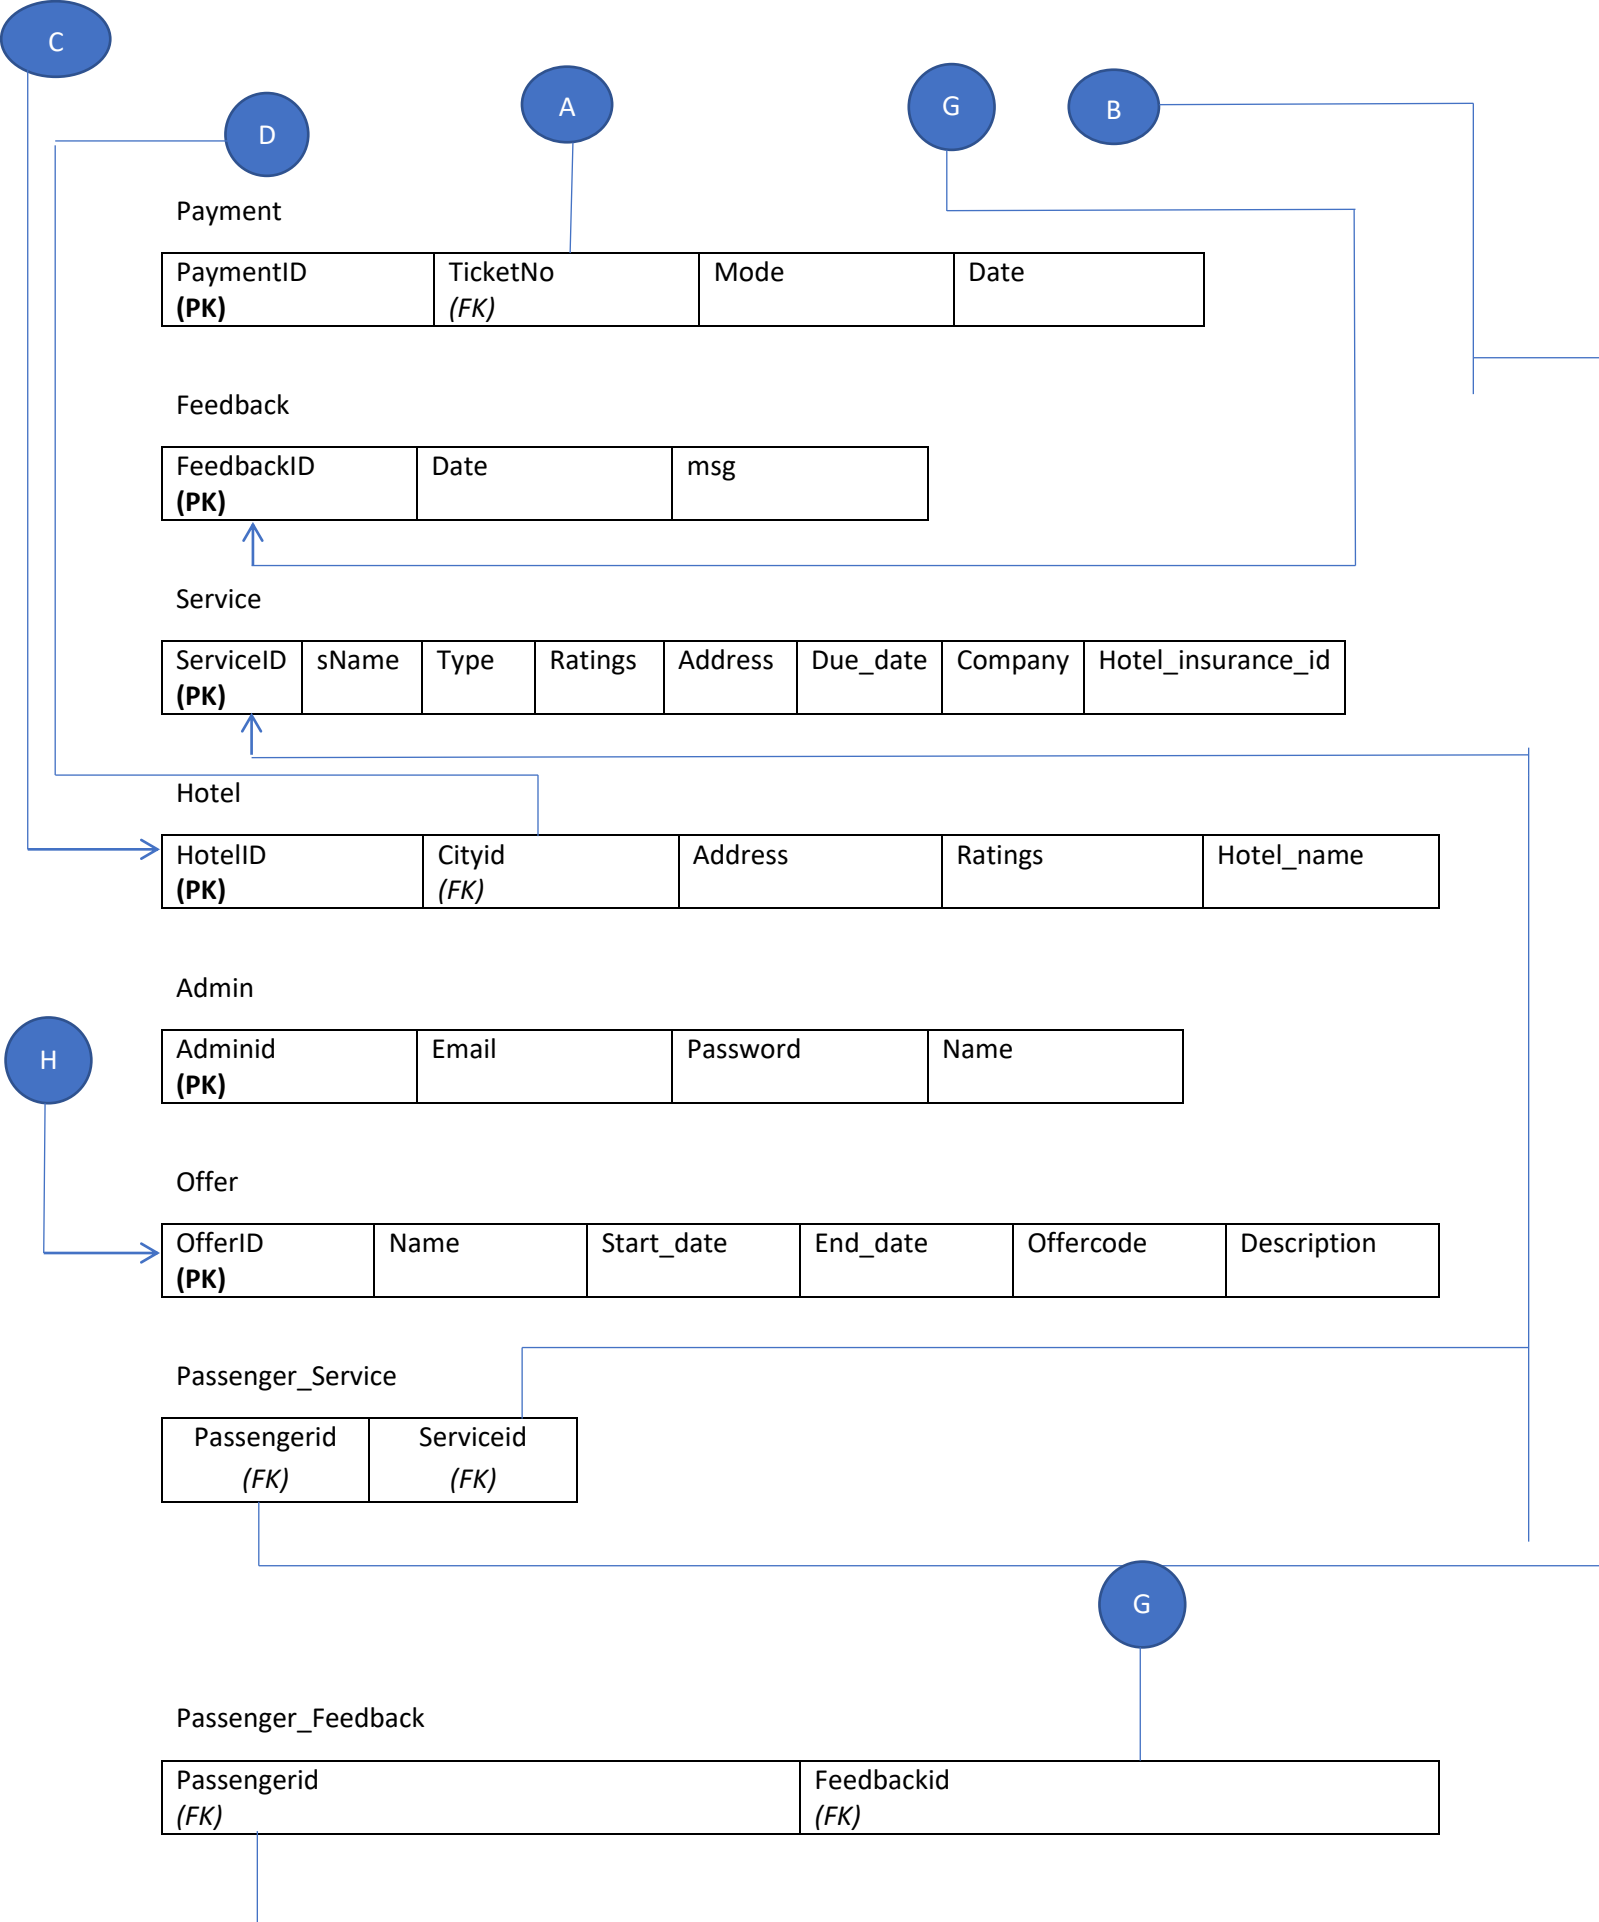 C
D
A
G
B
Payment
PaymentID TicketNo Mode Date
(PK) (FK)
Feedback
FeedbackID Date msg
(PK)
Service
ServiceID sName Type Ratings Address Due_date Company Hotel_insurance_id
(PK)
Hotel
HotelID Cityid Address Ratings Hotel_name
(PK) (FK)
Admin
H
Adminid Email Password Name
(PK)
Offer
OfferID Name Start_date End_date Offercode Description
(PK)
Passenger_Service
Passengerid Serviceid
(FK) (FK)
G
Passenger_Feedback
Passengerid Feedbackid
(FK) (FK)